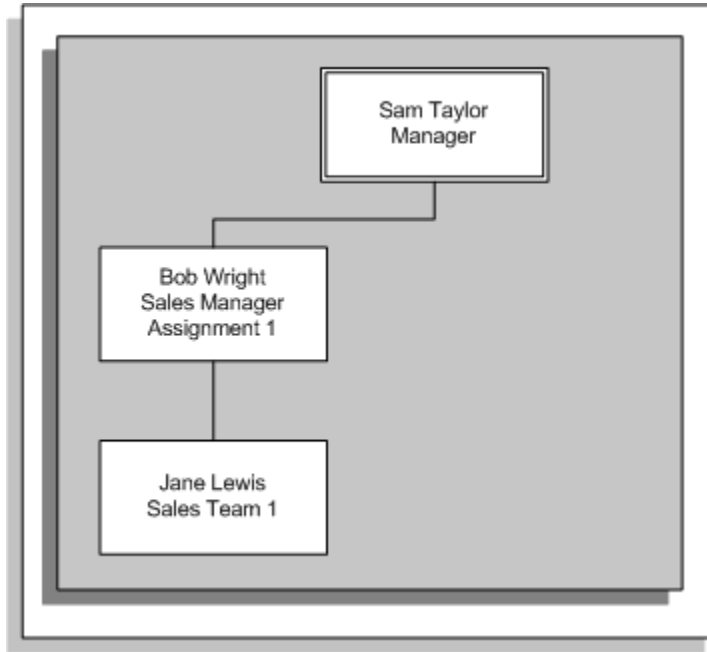 Sam Taylor
Manager
Bob Wright
Sales Manager
Assignment 1
Jane Lewis
Sales Team 1